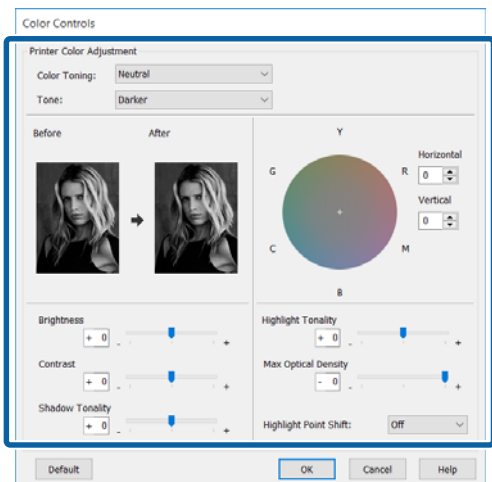 Color Controls
Printer Color Adjustment
Color Toning: Neutral
Tone: Darker
Before After
Y
G R
C M
B
Horizontal
0
Vertical
0
Brightness
+ 0 - +
Contrast
+ 0 - +
Shadow Tonality
+ 0 - +
Highlight Tonality
+ 0 - +
Max Optical Density
- 0 - +
Highlight Point Shift: Off
Default OK Cancel Help